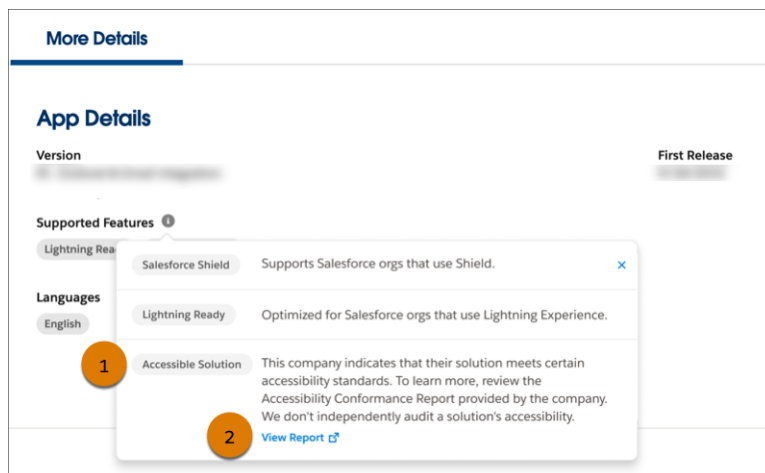 More Details
App Details
Version
First Release
Supported Features
Lightning Rea
Salesforce Shield
Supports Salesforce orgs that use Shield.
Languages
English
Lightning Ready
Optimized for Salesforce orgs that use Lightning Experience.
1
Accessible Solution
This company indicates that their solution meets certain
accessibility standards. To learn more, review the
Accessibility Conformance Report provided by the company.
We don't independently audit a solution's accessibility.
2
View Report